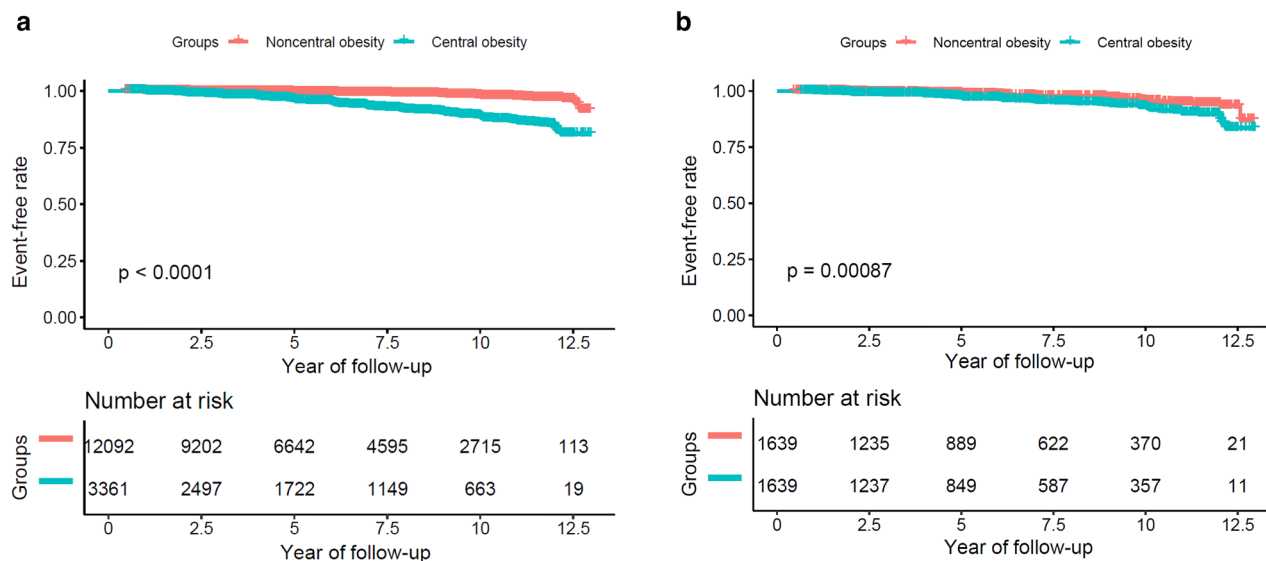 a
Groups Noncentral obesity Central obesity
1.00
0.75
0.50
0.25
0.00
Event-free rate
p < 0.0001
0 2.5 5 7.5 10 12.5
Year of follow-up
Number at risk
Groups
12092 9202 6642 4595 2715 113
3361 2497 1722 1149 663 19
0 2.5 5 7.5 10 12.5
Year of follow-up
b
Groups Noncentral obesity Central obesity
1.00
0.75
0.50
0.25
0.00
Event-free rate
p = 0.00087
0 2.5 5 7.5 10 12.5
Year of follow-up
Number at risk
Groups
1639 1235 889 622 370 21
1639 1237 849 587 357 11
0 2.5 5 7.5 10 12.5
Year of follow-up